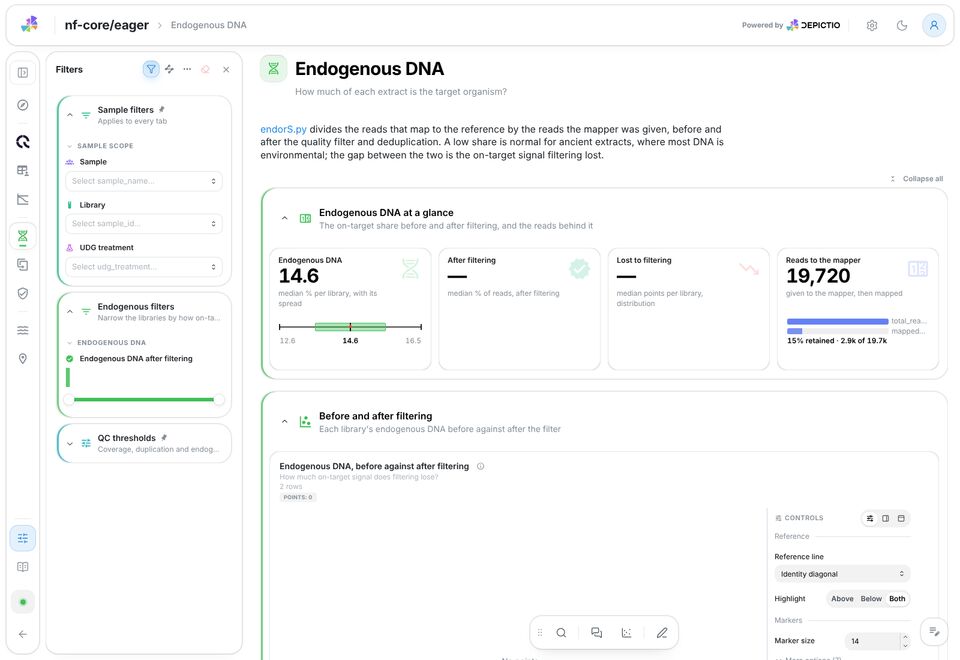 nf-core/eager
Endogenous DNA
Powered by DEPICTIO
Filters
Sample filters
Applies to every tab
SAMPLE SCOPE
Sample
Select sample_name...
Library
Select sample_id...
UDG treatment
Select udg_treatment...
Endogenous filters
Narrow the libraries by how on-ta...
ENDOGENOUS DNA
Endogenous DNA after filtering
QC thresholds
Coverage, duplication and endog...
Endogenous DNA
How much of each extract is the target organism?
endorS.py divides the reads that map to the reference by the reads the mapper was given, before and
after the quality filter and deduplication. A low share is normal for ancient extracts, where most DNA is
environmental; the gap between the two is the on-target signal filtering lost.
Collapse all
Endogenous DNA at a glance
The on-target share before and after filtering, and the reads behind it
Endogenous DNA
14.6
median % per library, with its
spread
12.6 14.6 16.5
After filtering
—
median % of reads, after filtering
Lost to filtering
—
median points per library,
distribution
Reads to the mapper
19,720
given to the mapper, then mapped
total_rea...
mapped...
15% retained · 2.9k of 19.7k
Before and after filtering
Each library's endogenous DNA before against after the filter
Endogenous DNA, before against after filtering
How much on-target signal does filtering lose?
2 rows
POINTS: 0
CONTROLS
Reference
Reference line
Identity diagonal
Highlight Above Below Both
Markers
Marker size 14